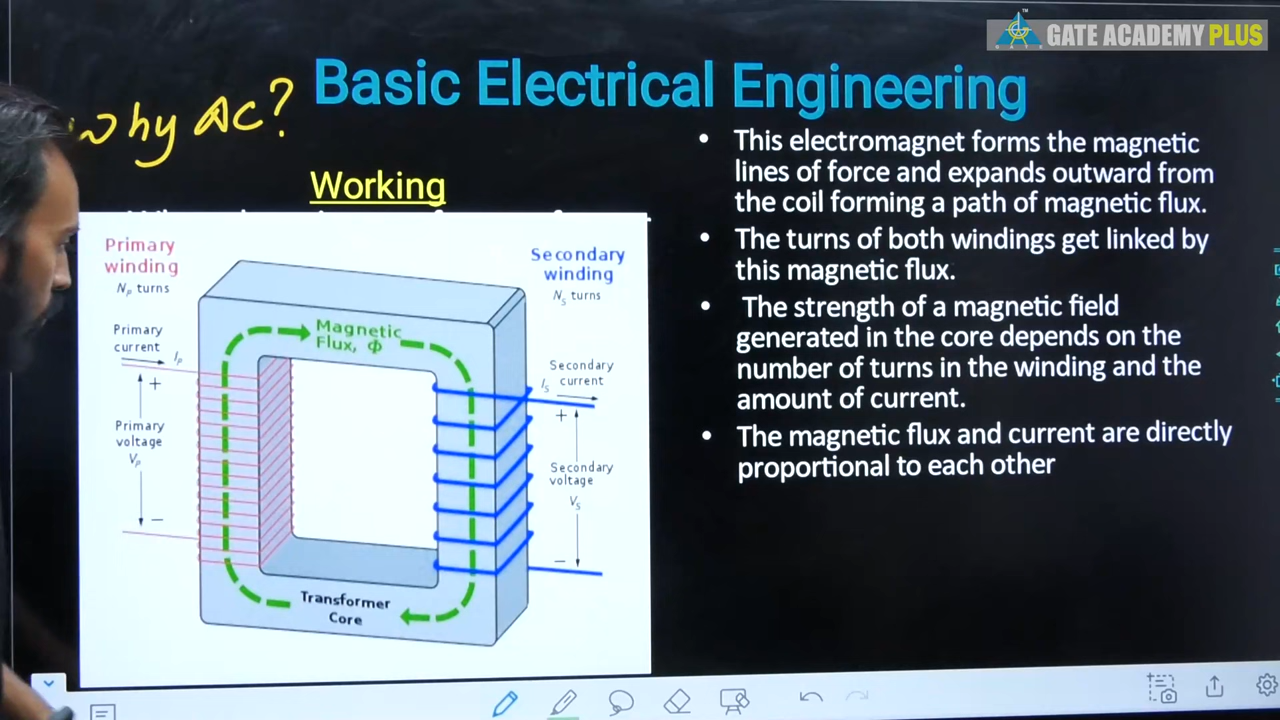 GATE ACADEMY PLUS
Why AC?
Basic Electrical Engineering
Working
Primary
winding
Nₚ turns
Primary
current
Iₚ
+
Primary
voltage
Vₚ
−
Magnetic
Flux, Φ
Transformer
Core
Secondary
winding
Nₛ turns
Secondary
current
Iₛ
+
Secondary
voltage
Vₛ
−
• This electromagnet forms the magnetic
lines of force and expands outward from
the coil forming a path of magnetic flux.
• The turns of both windings get linked by
this magnetic flux.
• The strength of a magnetic field
generated in the core depends on the
number of turns in the winding and the
amount of current.
• The magnetic flux and current are directly
proportional to each other